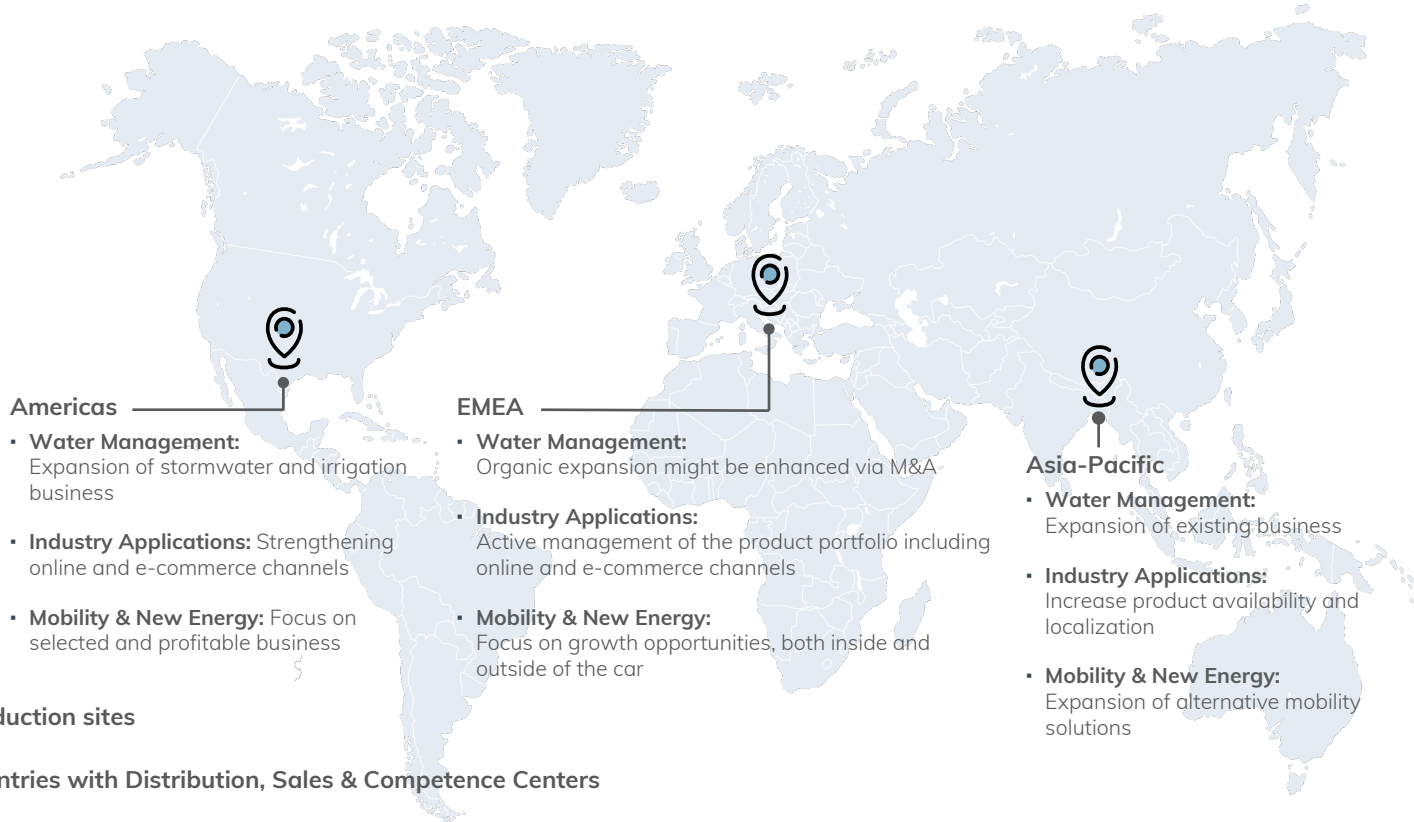 Americas
▪ Water Management:
Expansion of stormwater and irrigation
business
▪ Industry Applications: Strengthening
online and e-commerce channels
▪ Mobility & New Energy: Focus on
selected and profitable business
EMEA
▪ Water Management:
Organic expansion might be enhanced via M&A
▪ Industry Applications:
Active management of the product portfolio including
online and e-commerce channels
▪ Mobility & New Energy:
Focus on growth opportunities, both inside and
outside of the car
Asia-Pacific
▪ Water Management:
Expansion of existing business
▪ Industry Applications:
Increase product availability and
localization
▪ Mobility & New Energy:
Expansion of alternative mobility
solutions
duction sites
ntries with Distribution, Sales & Competence Centers